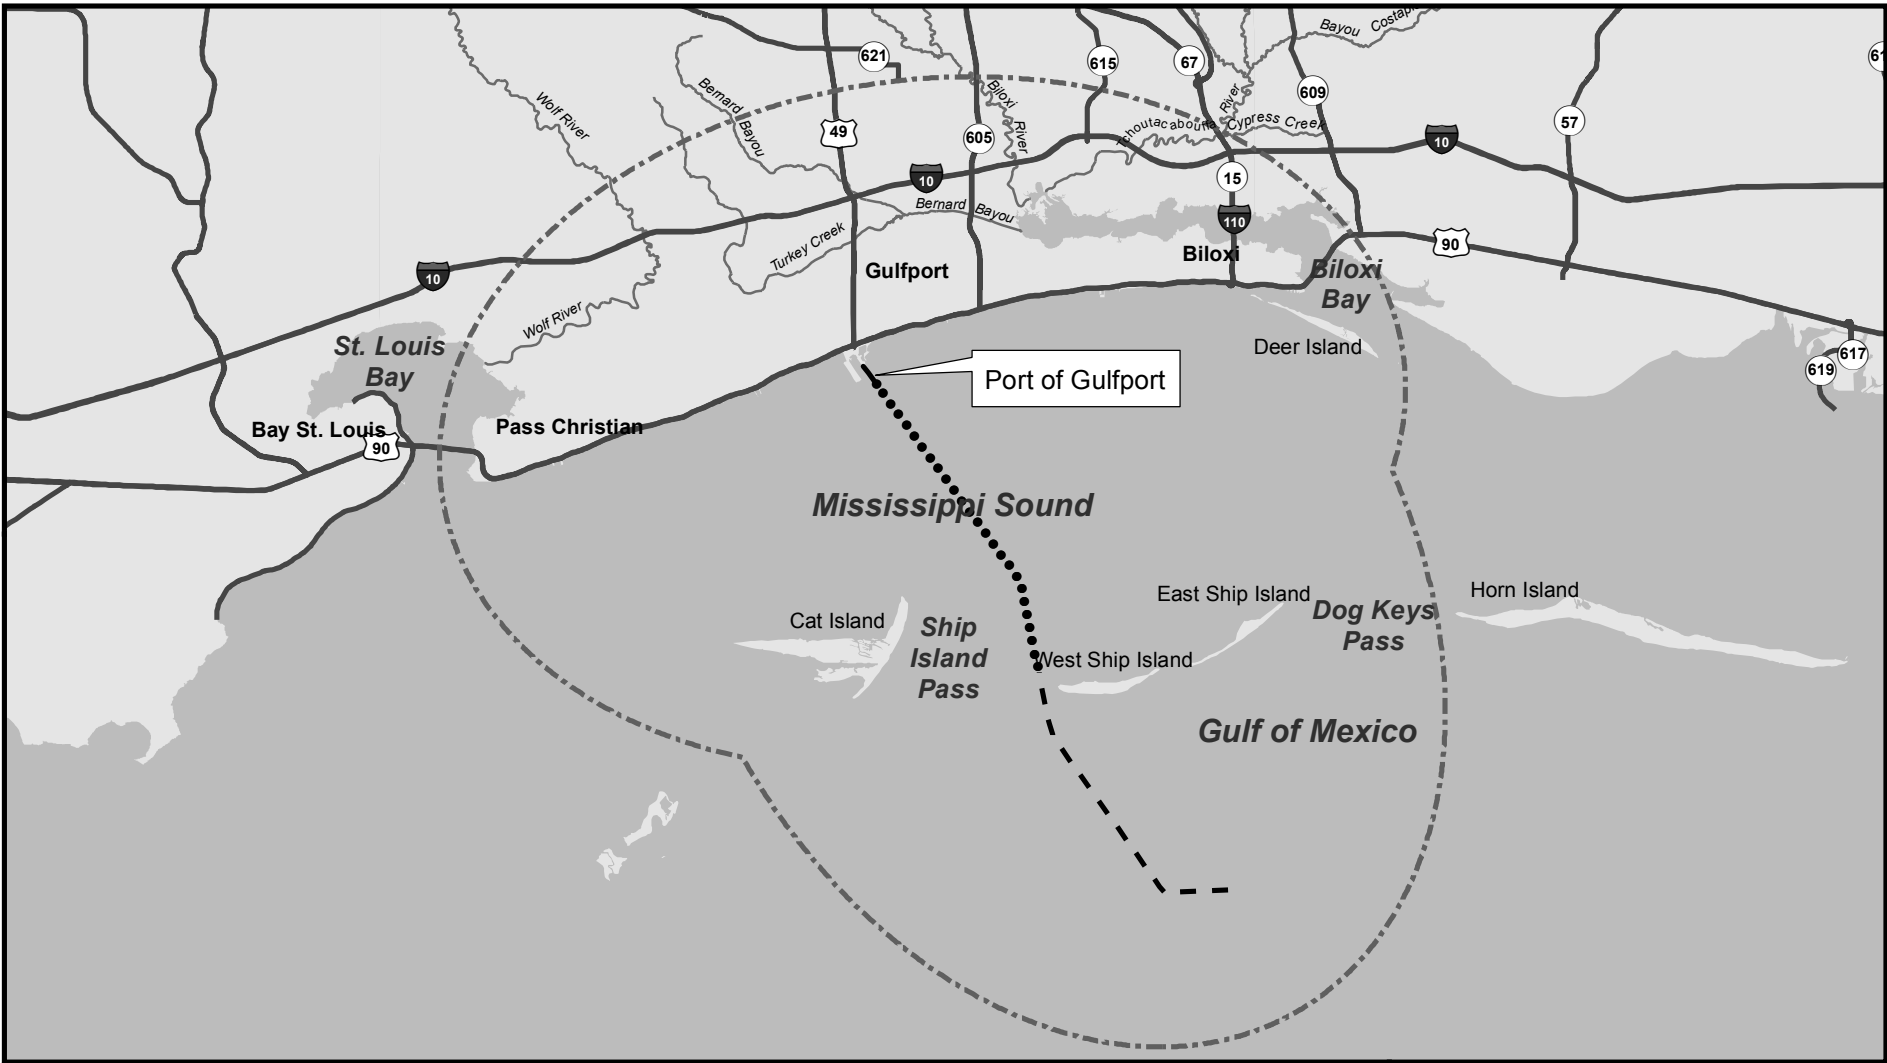 Bayou Costap
621
615
67
61
609
Biloxi River
Bernard Bayou
Wolf River
River
49
605
57
Tchoutacabouffa
Cypress Creek
10
10
15
Bernard Bayou
110
Turkey Creek
90
Biloxi
Gulfport
10
Biloxi
Bay
Wolf River
St. Louis
Bay
Deer Island
617
619
Port of Gulfport
Bay St. Louis
Pass Christian
90
Mississippi Sound
East Ship Island
Horn Island
Dog Keys
Pass
Cat Island
Ship
Island
Pass
West Ship Island
Gulf of Mexico